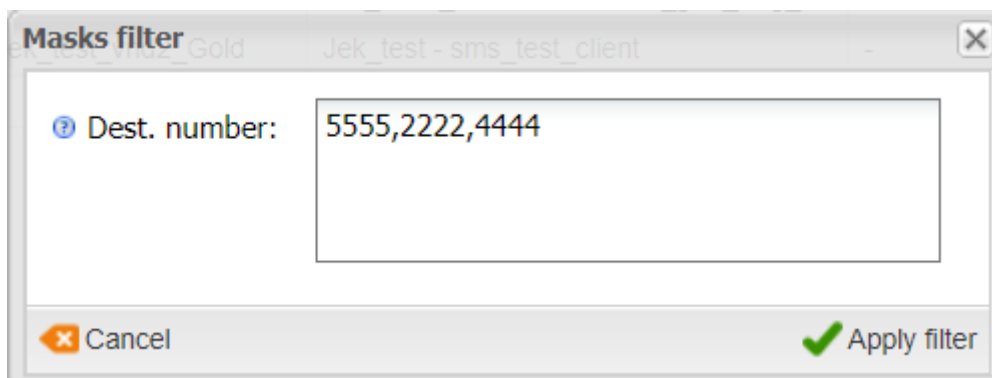 Masks filter
Jek_test - sms_test_client -
Dest. number: 5555,2222,4444
Cancel
Apply filter